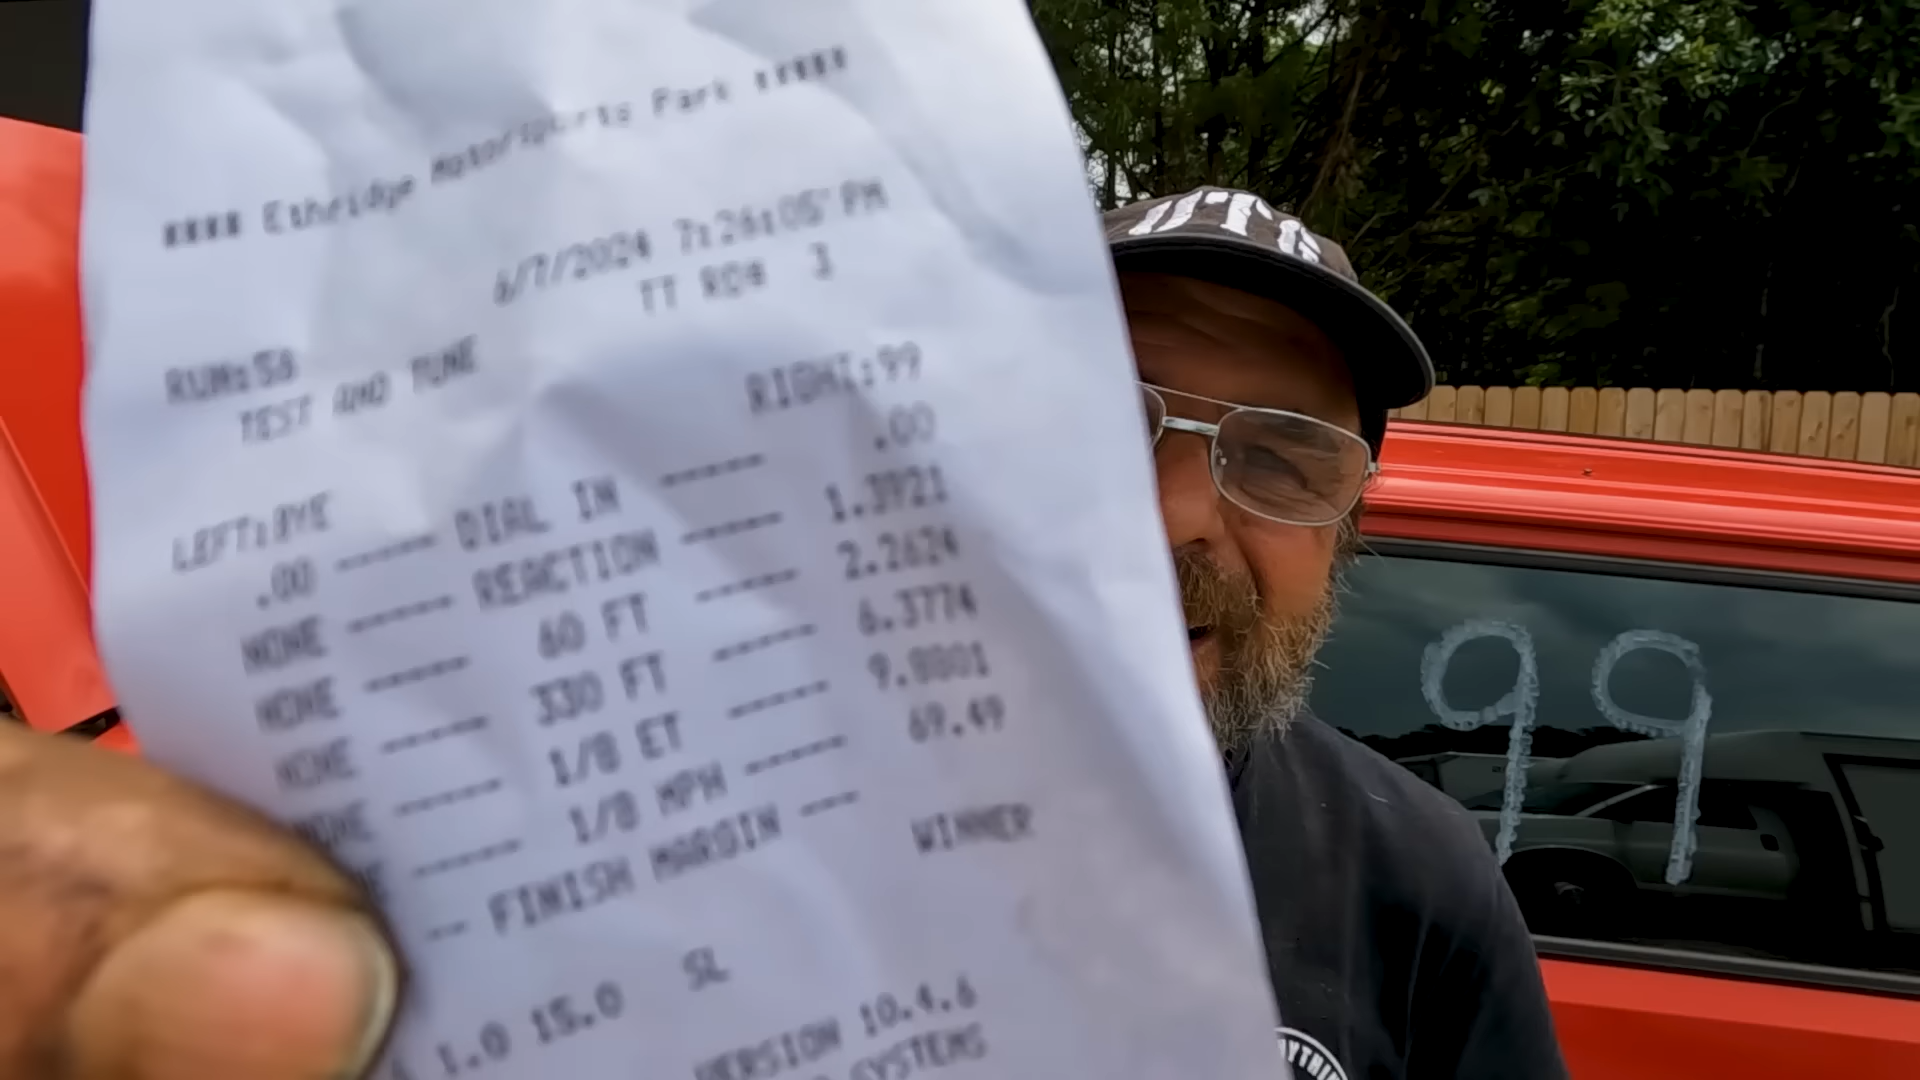 **** Ethridge Motorsports Park *****
6/7/2024 7:26:05 PM
TT RD# 3
RUN:58
TEST AND TUNE
LEFT:BYE RIGHT:99
.00 ----- DIAL IN ----- .00
NONE ----- REACTION ----- 1.3921
NONE ----- 60 FT ----- 2.2624
NONE ----- 330 FT ----- 6.3774
----- 1/8 ET ----- 9.8001
----- 1/8 MPH ----- 69.49
-- FINISH MARGIN ---
WINNER
1.0 15.0 SL
VERSION 10.4.6
SYSTEMS
99